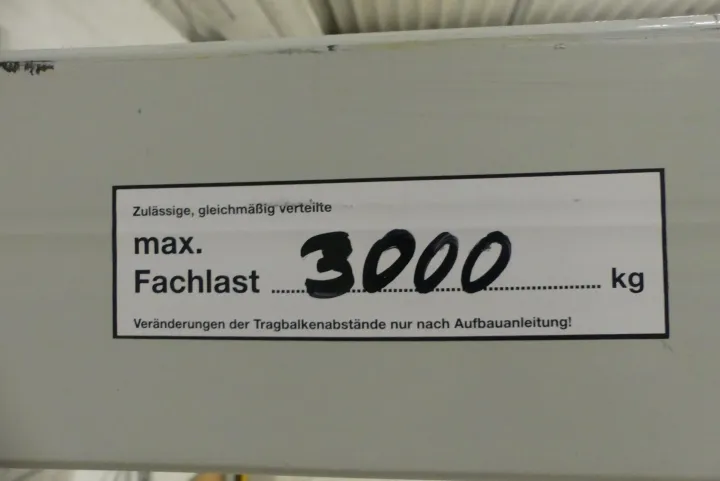 Zulässige, gleichmäßig verteilte
max.
Fachlast 3000 kg
Veränderungen der Tragbalkenabstände nur nach Aufbauanleitung!